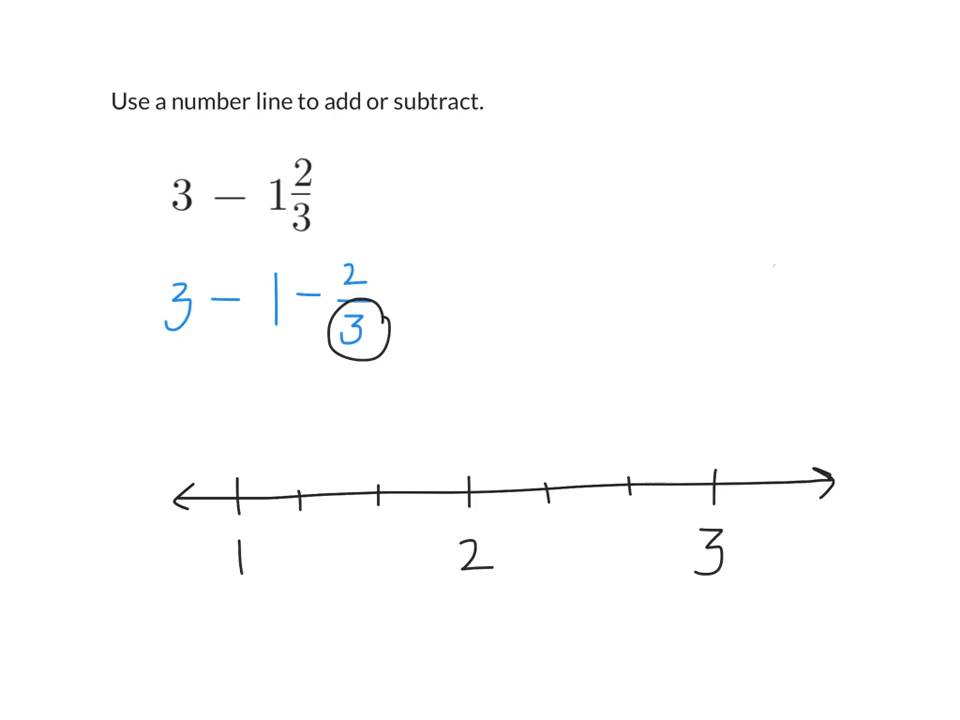 Use a number line to add or subtract.
3 − 1 2/3
3 − 1 − 2/3
1 2 3